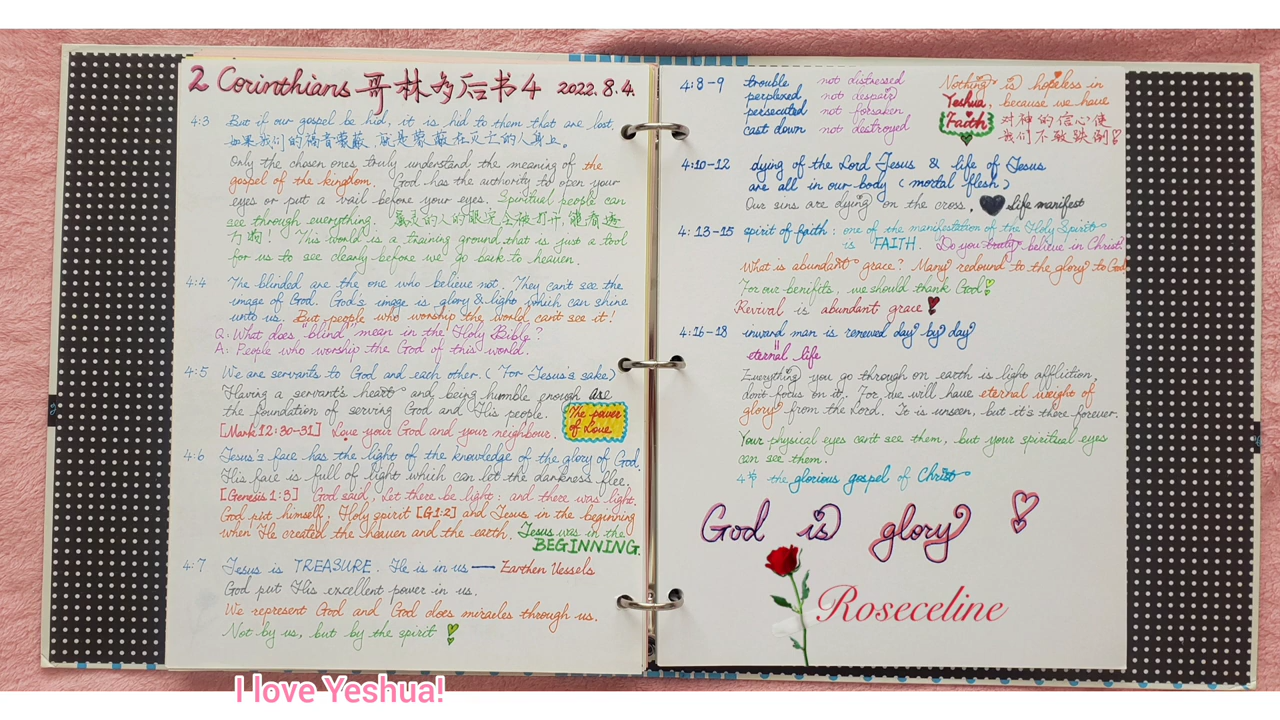 2 Corinthians 哥林多后书4 2022.8.4.
4:3 But if our gospel be hid, it is hid to them that are lost.
如果我们的福音蒙蔽,就是蒙蔽在灭亡的人身上。
Only the chosen ones truly understand the meaning of the
gospel of the kingdom. God has the authority to open your
eyes or put a vail before your eyes. Spiritual people can
see through everything. 属灵的人的眼定会被打开,能看透
万物! This world is a training ground that is just a tool
for us to see clearly before we go back to heaven.
4:4 The blinded are the one who believe not. They can't see the
image of God. God's image is glory & light which can shine
unto us. But people who worship the world can't see it!
Q: What does "blind" mean in the Holy Bible?
A: People who worship the God of this world.
4:5 We are servants to God and each other. (For Jesus's sake)
Having a servant's heart and being humble enough are
the foundation of serving God and His people.
[Mark 12:30-31] Love your God and your neighbour.
The power
of Love
4:6 Jesus's face has the light of the knowledge of the glory of God.
His face is full of light which can let the darkness flee.
[Genesis 1:3] God said, Let there be light: and there was light.
God put himself, Holy spirit [G1:2] and Jesus in the beginning
when He created the heaven and the earth. Jesus was in the
BEGINNING.
4:7 Jesus is TREASURE. He is in us — Earthen Vessels
God put His excellent power in us.
We represent God and God does miracles through us.
Not by us, but by the spirit!
4:8-9 trouble not distressed
perplexed not despair
persecuted not forsaken
cast down not destroyed
Nothing is hopeless in
Yeshua, because we have
Faith 对神的信心使
我们不致跌倒!
4:10-12 dying of the Lord Jesus & life of Jesus
are all in our body (mortal flesh)
Our sins are dying on the cross, life manifest
4:13-15 spirit of faith: one of the manifestation of the Holy Spirit
is FAITH. Do you truly believe in Christ?
What is abundant grace? Many redound to the glory to God
For our benifits, we should thank God!
Revival is abundant grace!
4:16-18 inward man is renewed day by day
eternal life
Everything you go through on earth is light affliction,
don't focus on it. For we will have eternal weight of
glory from the Lord. It is unseen, but it's there forever.
Your physical eyes can't see them, but your spiritual eyes
can see them.
4节 the glorious gospel of Christ
God is glory
Roseceline
I love Yeshua!